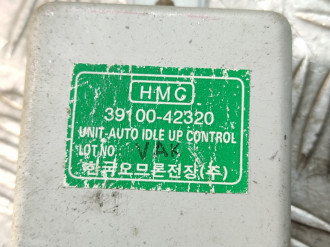 HMC
39100-42320
UNIT-AUTO IDLE UP CONTROL
LOT NO VAK
한국오므론전장(주)